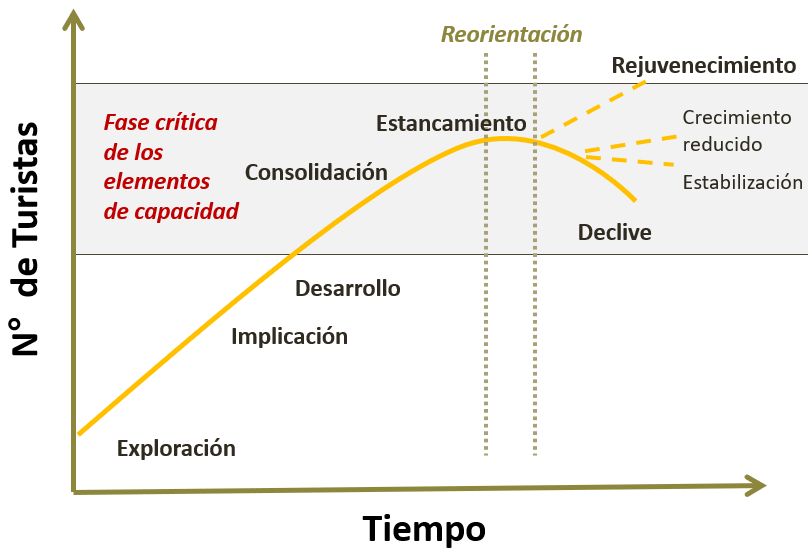 Reorientación
Rejuvenecimiento
Fase crítica
de los
elementos
de capacidad
Estancamiento
Crecimiento
reducido
Consolidación
Estabilización
Declive
Desarrollo
Implicación
Exploración
N° de Turistas
Tiempo